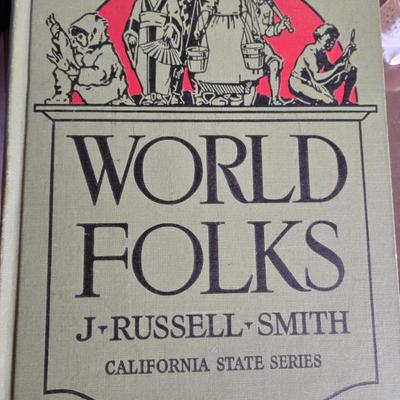 WORLD
FOLKS
J·RUSSELL·SMITH
CALIFORNIA STATE SERIES